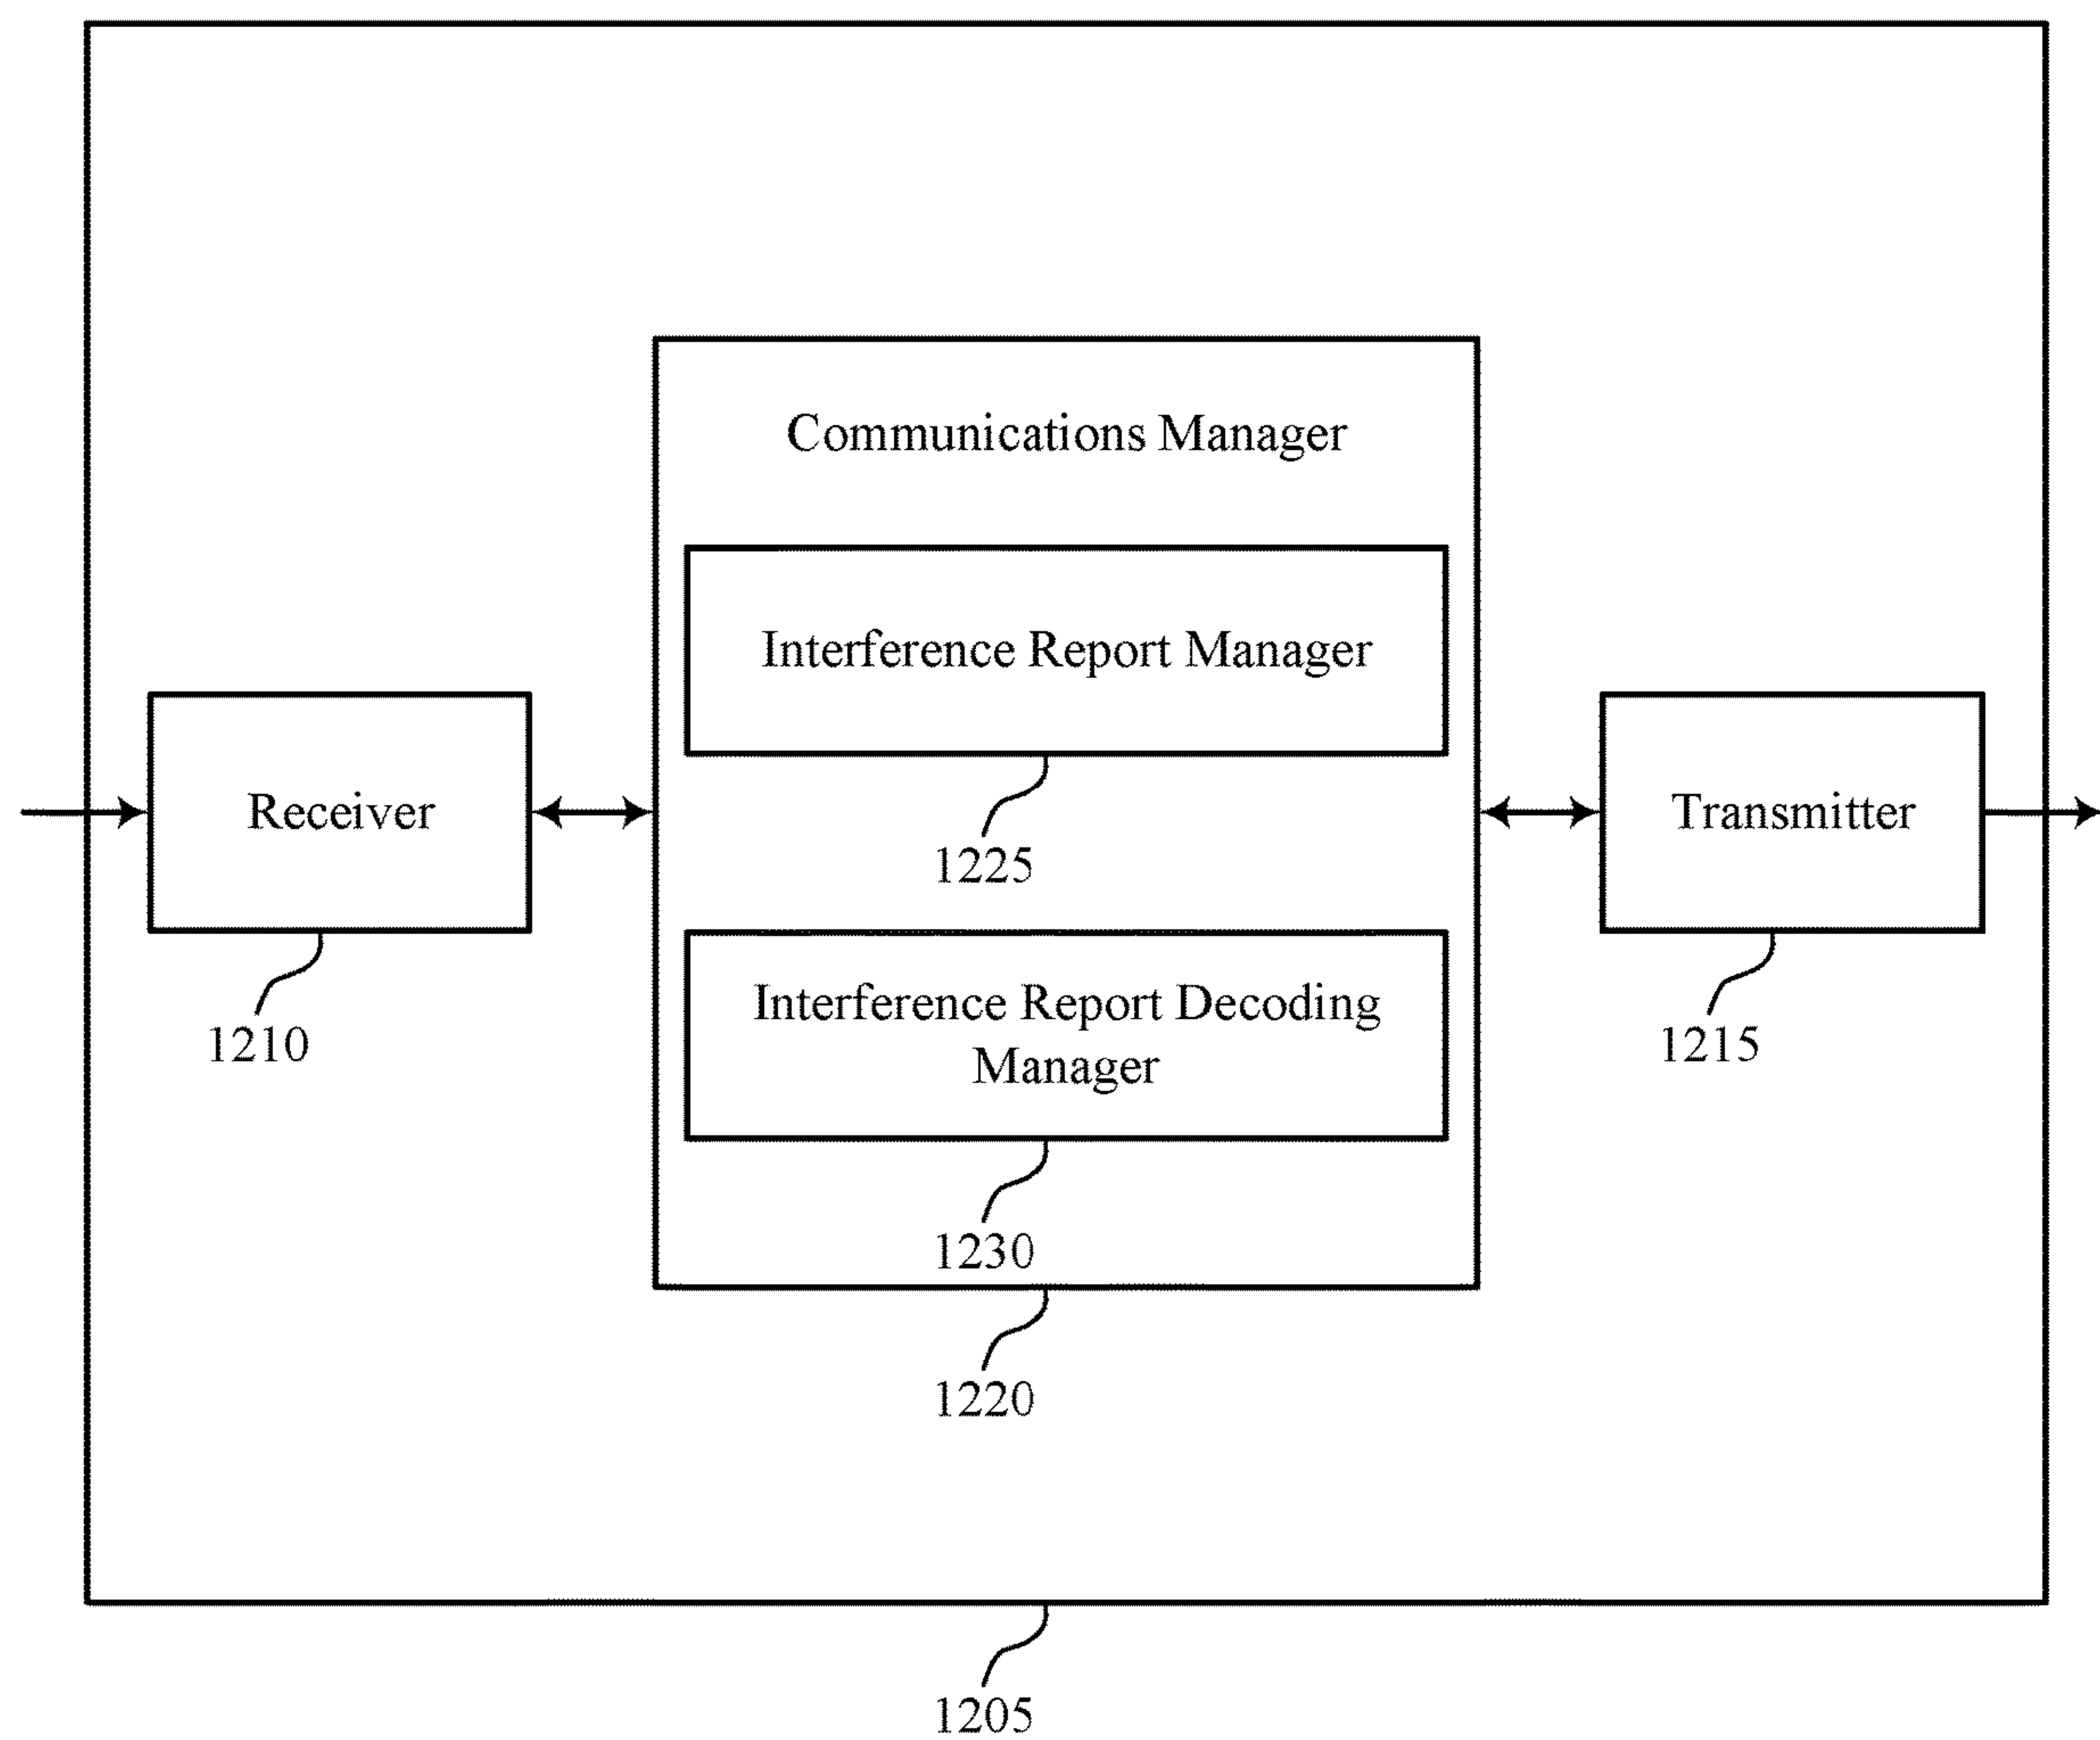 Communications Manager
Interference Report Manager
1225
Receiver
1210
Transmitter
1215
Interference Report Decoding
Manager
1230
1220
1205